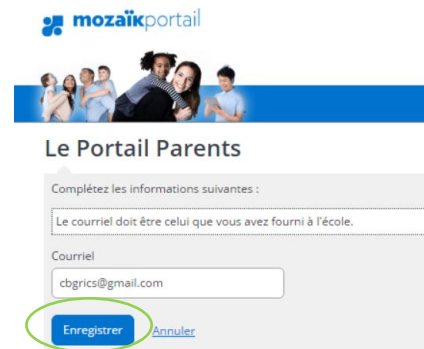 mozaïkportail
Le Portail Parents
Complétez les informations suivantes :
Le courriel doit être celui que vous avez fourni à l'école.
Courriel
cbgrics@gmail.com
Enregistrer Annuler